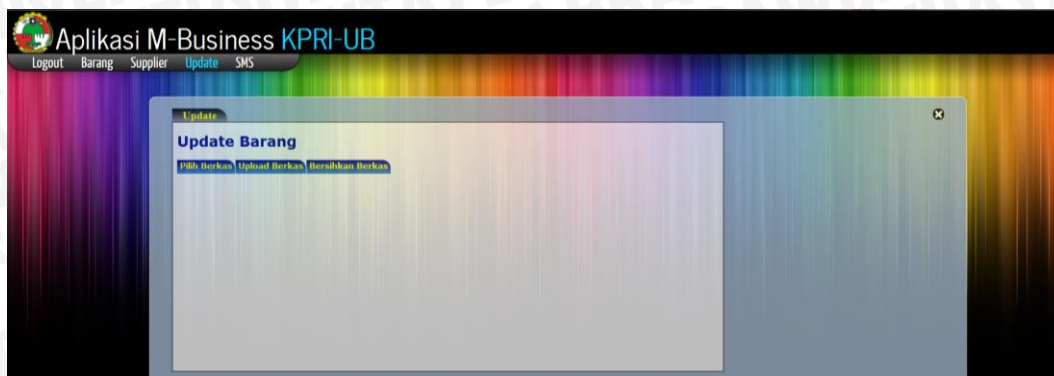 Aplikasi M-Business KPRI-UB
Logout Barang Supplier Update SMS
Update
Update Barang
Pilih Berkas Upload Berkas Bersihkan Berkas